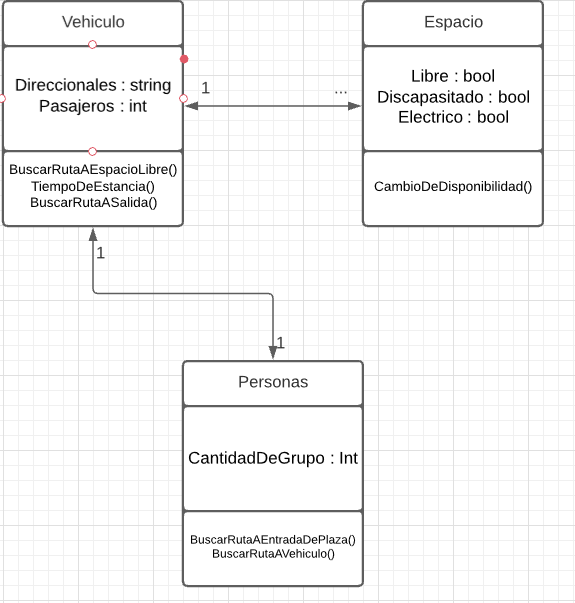 Vehiculo
Direccionales : string
Pasajeros : int
BuscarRutaAEspacioLibre()
TiempoDeEstancia()
BuscarRutaASalida()
1
...
Espacio
Libre : bool
Discapasitado : bool
Electrico : bool
CambioDeDisponibilidad()
1
1
Personas
CantidadDeGrupo : Int
BuscarRutaAEntradaDePlaza()
BuscarRutaAVehiculo()